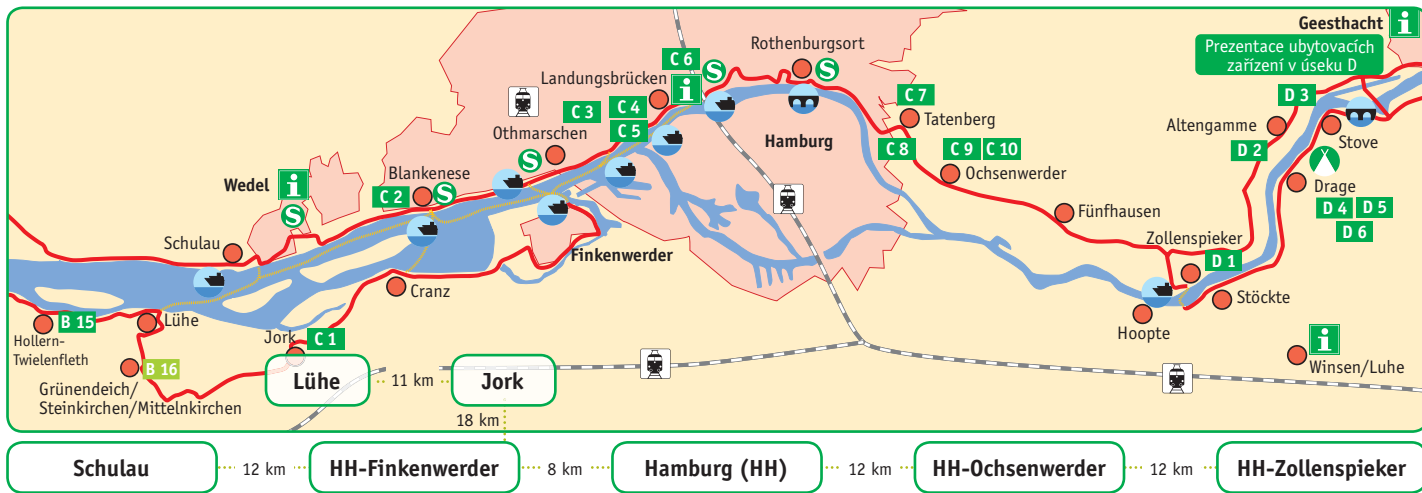 Geesthacht
i
Prezentace ubytovacích
zařízení v úseku D
Rothenburgsort
S
C 6
S
Landungsbrücken
i
C 3
C 4
C 5
Othmarschen
S
Hamburg
C 7
Tatenberg
C 8
C 9
C 10
Ochsenwerder
D 3
Altengamme
D 2
Stove
Drage
D 4
D 5
D 6
Wedel
i
S
Blankenese
C 2
S
Schulau
Finkenwerder
Fünfhausen
Zollenspieker
D 1
Stöckte
Hoopte
Cranz
Lühe
B 15
Hollern-
Twielenfleth
Jork
C 1
B 16
Grünendeich/
Steinkirchen/Mittelnkirchen
i
Winsen/Luhe
Lühe
11 km
Jork
18 km
Schulau
12 km
HH-Finkenwerder
8 km
Hamburg (HH)
12 km
HH-Ochsenwerder
12 km
HH-Zollenspieker